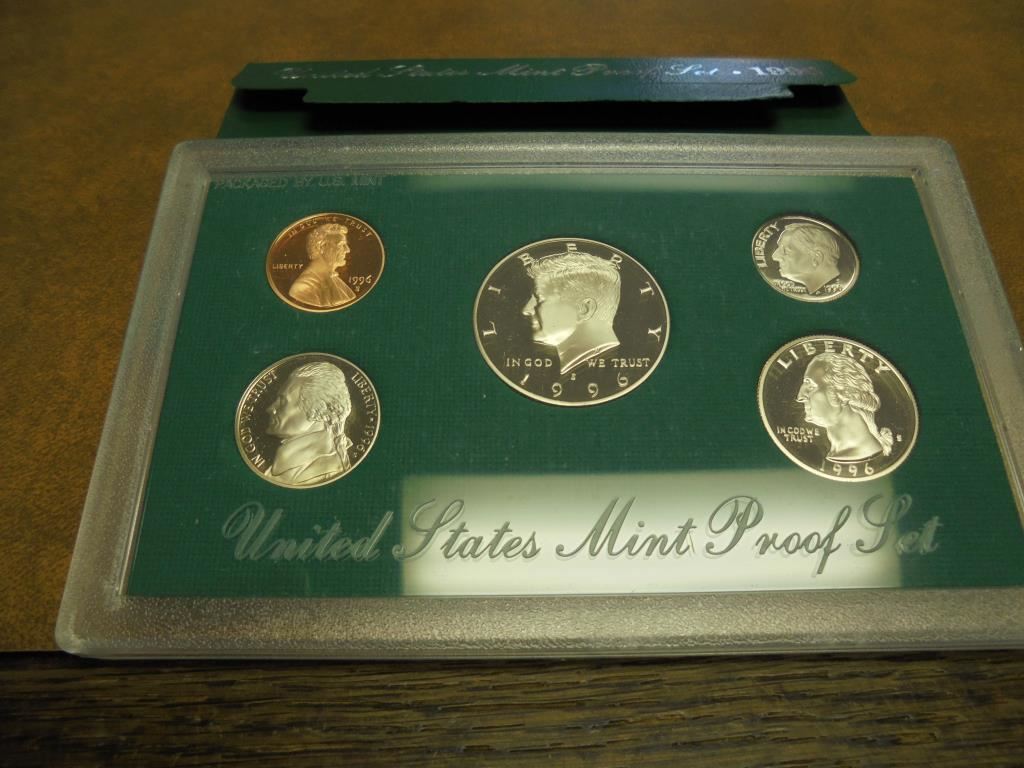 United States Mint Proof Set • 1996
PACKAGED BY U.S. MINT
IN GOD WE TRUST
LIBERTY
1996
S
LIBERTY
IN GOD WE TRUST
S
1996
LIBERTY
IN GOD
WE TRUST
1996
S
IN GOD WE TRUST
LIBERTY • 1996
S
LIBERTY
IN GOD WE
TRUST
S
1996
United States Mint Proof Set